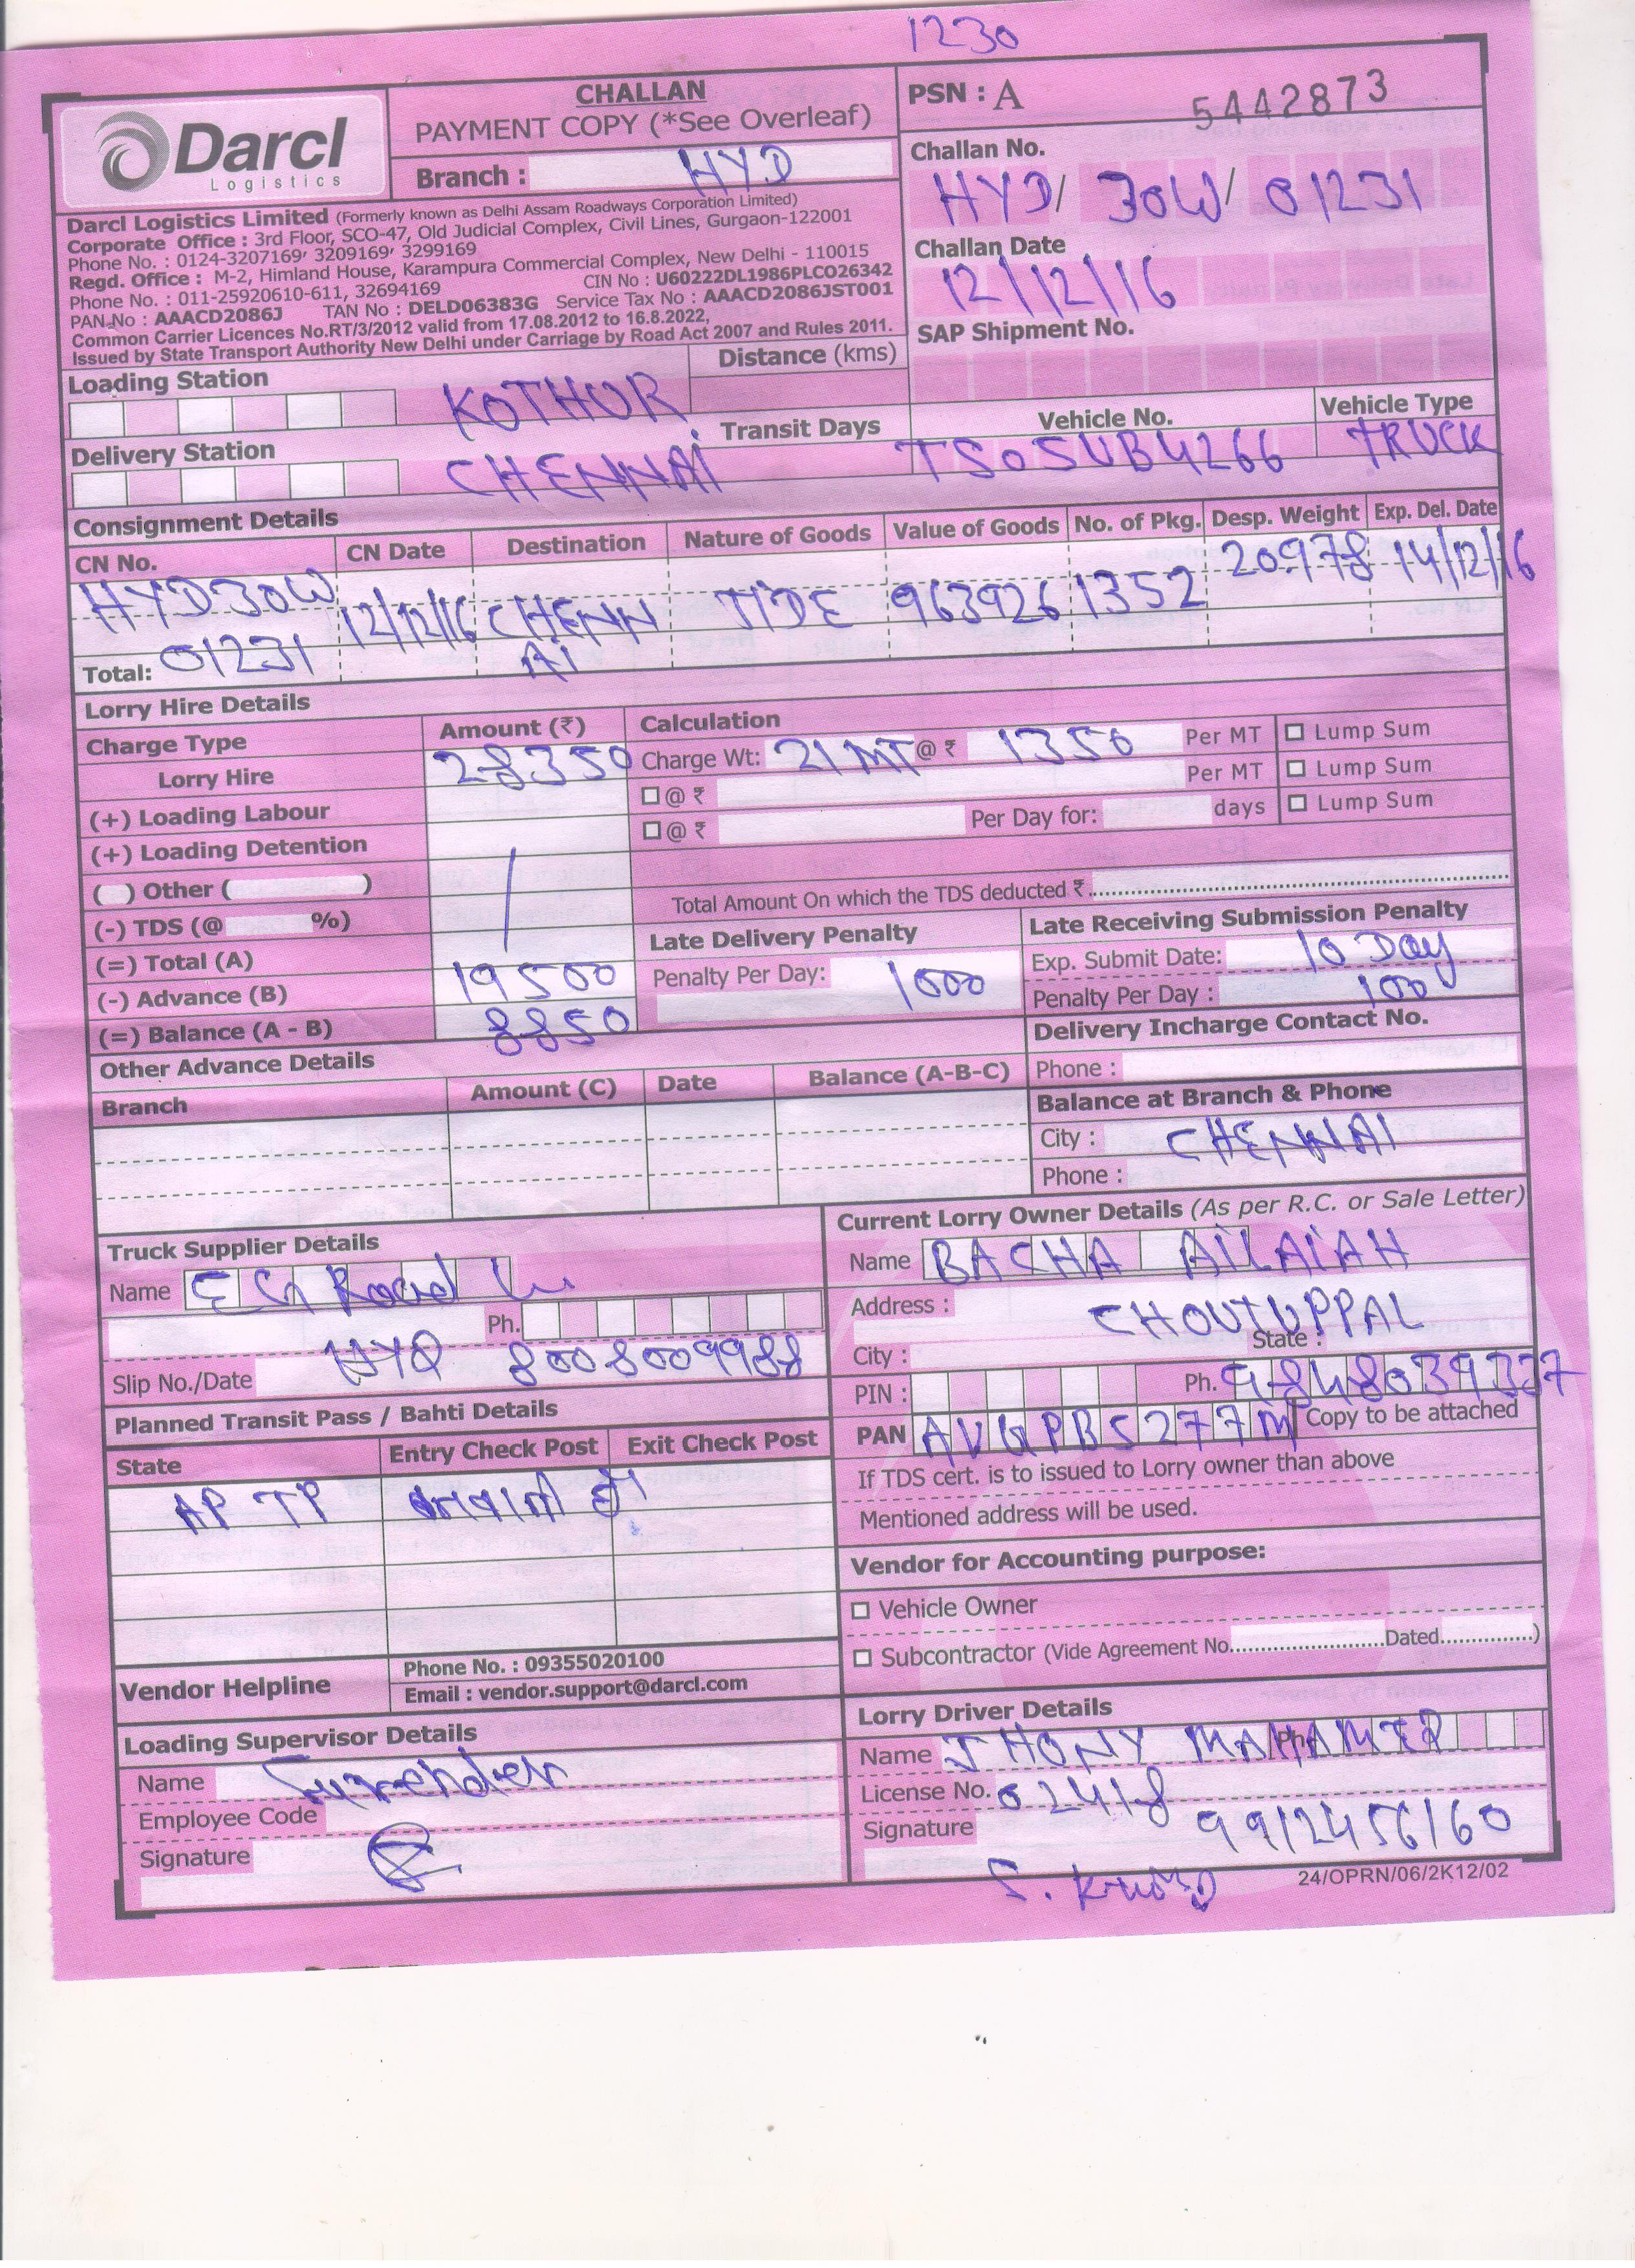 1230
Darcl
Logistics
CHALLAN
PAYMENT COPY (*See Overleaf)
Branch : HYD
PSN : A 5442873
Challan No.
HYD/ 30W/ 01231
Challan Date
12/12/16
SAP Shipment No.
Darcl Logistics Limited (Formerly known as Delhi Assam Roadways Corporation Limited)
Corporate Office : 3rd Floor, SCO-47, Old Judicial Complex, Civil Lines, Gurgaon-122001
Phone No. : 0124-3207169, 3209169, 3299169
Regd. Office : M-2, Himland House, Karampura Commercial Complex, New Delhi - 110015
Phone No. : 011-25920610-611, 32694169 CIN No : U60222DL1986PLCO26342
PAN No : AAACD2086J TAN No : DELD06383G Service Tax No : AAACD2086JST001
Common Carrier Licences No.RT/3/2012 valid from 17.08.2012 to 16.8.2022,
Issued by State Transport Authority New Delhi under Carriage by Road Act 2007 and Rules 2011.
Loading Station KOTHUR Distance (kms)
Delivery Station CHENNAI Transit Days
Vehicle No. Vehicle Type
TS05UB4266 TRUCK
Consignment Details
CN No. CN Date Destination Nature of Goods Value of Goods No. of Pkg. Desp. Weight Exp. Del. Date
HYD30W 12/12/16 CHENN TIDE 963926 1352 20.978 14/12/16
Total: 01231 AI
Lorry Hire Details
Charge Type Amount (₹) Calculation
Lorry Hire 28350 Charge Wt: 21 MT @ ₹ 1350 Per MT Lump Sum
(+) Loading Labour @ ₹ Per MT Lump Sum
(+) Loading Detention @ ₹ Per Day for: days Lump Sum
( ) Other ( )
Total Amount On which the TDS deducted ₹
(-) TDS (@ %)
(=) Total (A)
(-) Advance (B) 19500
(=) Balance (A - B) 8850
Late Delivery Penalty
Penalty Per Day: 1000
Late Receiving Submission Penalty
Exp. Submit Date: 10 Day
Penalty Per Day : 100
Delivery Incharge Contact No.
Phone :
Other Advance Details
Branch Amount (C) Date Balance (A-B-C)
Balance at Branch & Phone
City : CHENNAI
Phone :
Truck Supplier Details
Name E G Road
Ph.
HYD 8008009988
Slip No./Date
Current Lorry Owner Details (As per R.C. or Sale Letter)
Name BACHA AILAIAH
Address : CHOUTUPPAL
City : State :
PIN : Ph. 9848039337
PAN AVGPB5277M Copy to be attached
If TDS cert. is to issued to Lorry owner than above
Mentioned address will be used.
Planned Transit Pass / Bahti Details
State Entry Check Post Exit Check Post
AP TP
Vendor for Accounting purpose:
Vehicle Owner
Subcontractor (Vide Agreement No. Dated )
Vendor Helpline
Phone No. : 09355020100
Email : vendor.support@darcl.com
Loading Supervisor Details
Name Surender
Employee Code
Signature
Lorry Driver Details
Name JHONY MAHAMED Ph.
License No. 02418
Signature 9912456160
24/OPRN/06/2K12/02